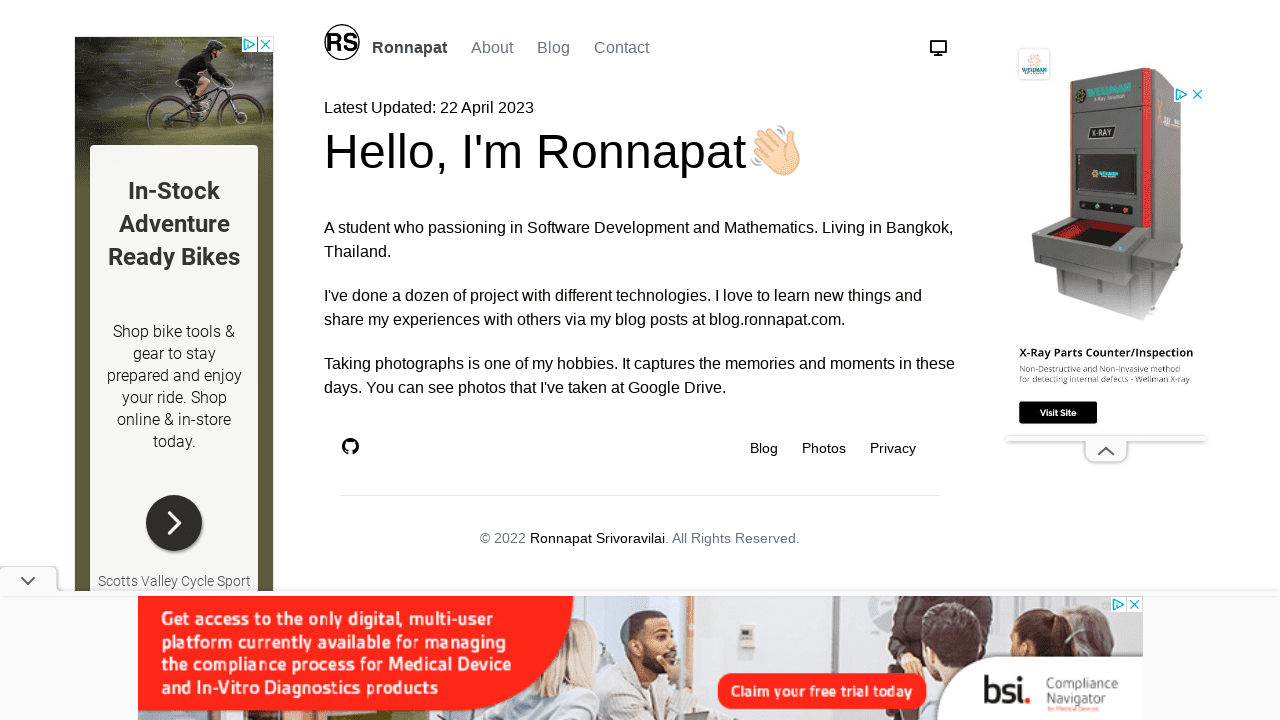 RS
Ronnapat
About
Blog
Contact
Latest Updated: 22 April 2023
Hello, I'm Ronnapat
A student who passioning in Software Development and Mathematics. Living in Bangkok,
Thailand.
I've done a dozen of project with different technologies. I love to learn new things and
share my experiences with others via my blog posts at blog.ronnapat.com.
Taking photographs is one of my hobbies. It captures the memories and moments in these
days. You can see photos that I've taken at Google Drive.
Blog
Photos
Privacy
© 2022 Ronnapat Srivoravilai. All Rights Reserved.
In-Stock
Adventure
Ready Bikes
Shop bike tools &
gear to stay
prepared and enjoy
your ride. Shop
online & in-store
today.
Scotts Valley Cycle Sport
WELLMAN
WELLMAN
X-Ray Solution
X-RAY
WELLMAN
X-Ray Parts Counter/Inspection
Non-Destructive and Non-Invasive method
for detecting internal defects - Wellman X-ray
Visit Site
Get access to the only digital, multi-user
platform currently available for managing
the compliance process for Medical Device
and In-Vitro Diagnostics products
Claim your free trial today
bsi.
Compliance
Navigator
for Medical Devices